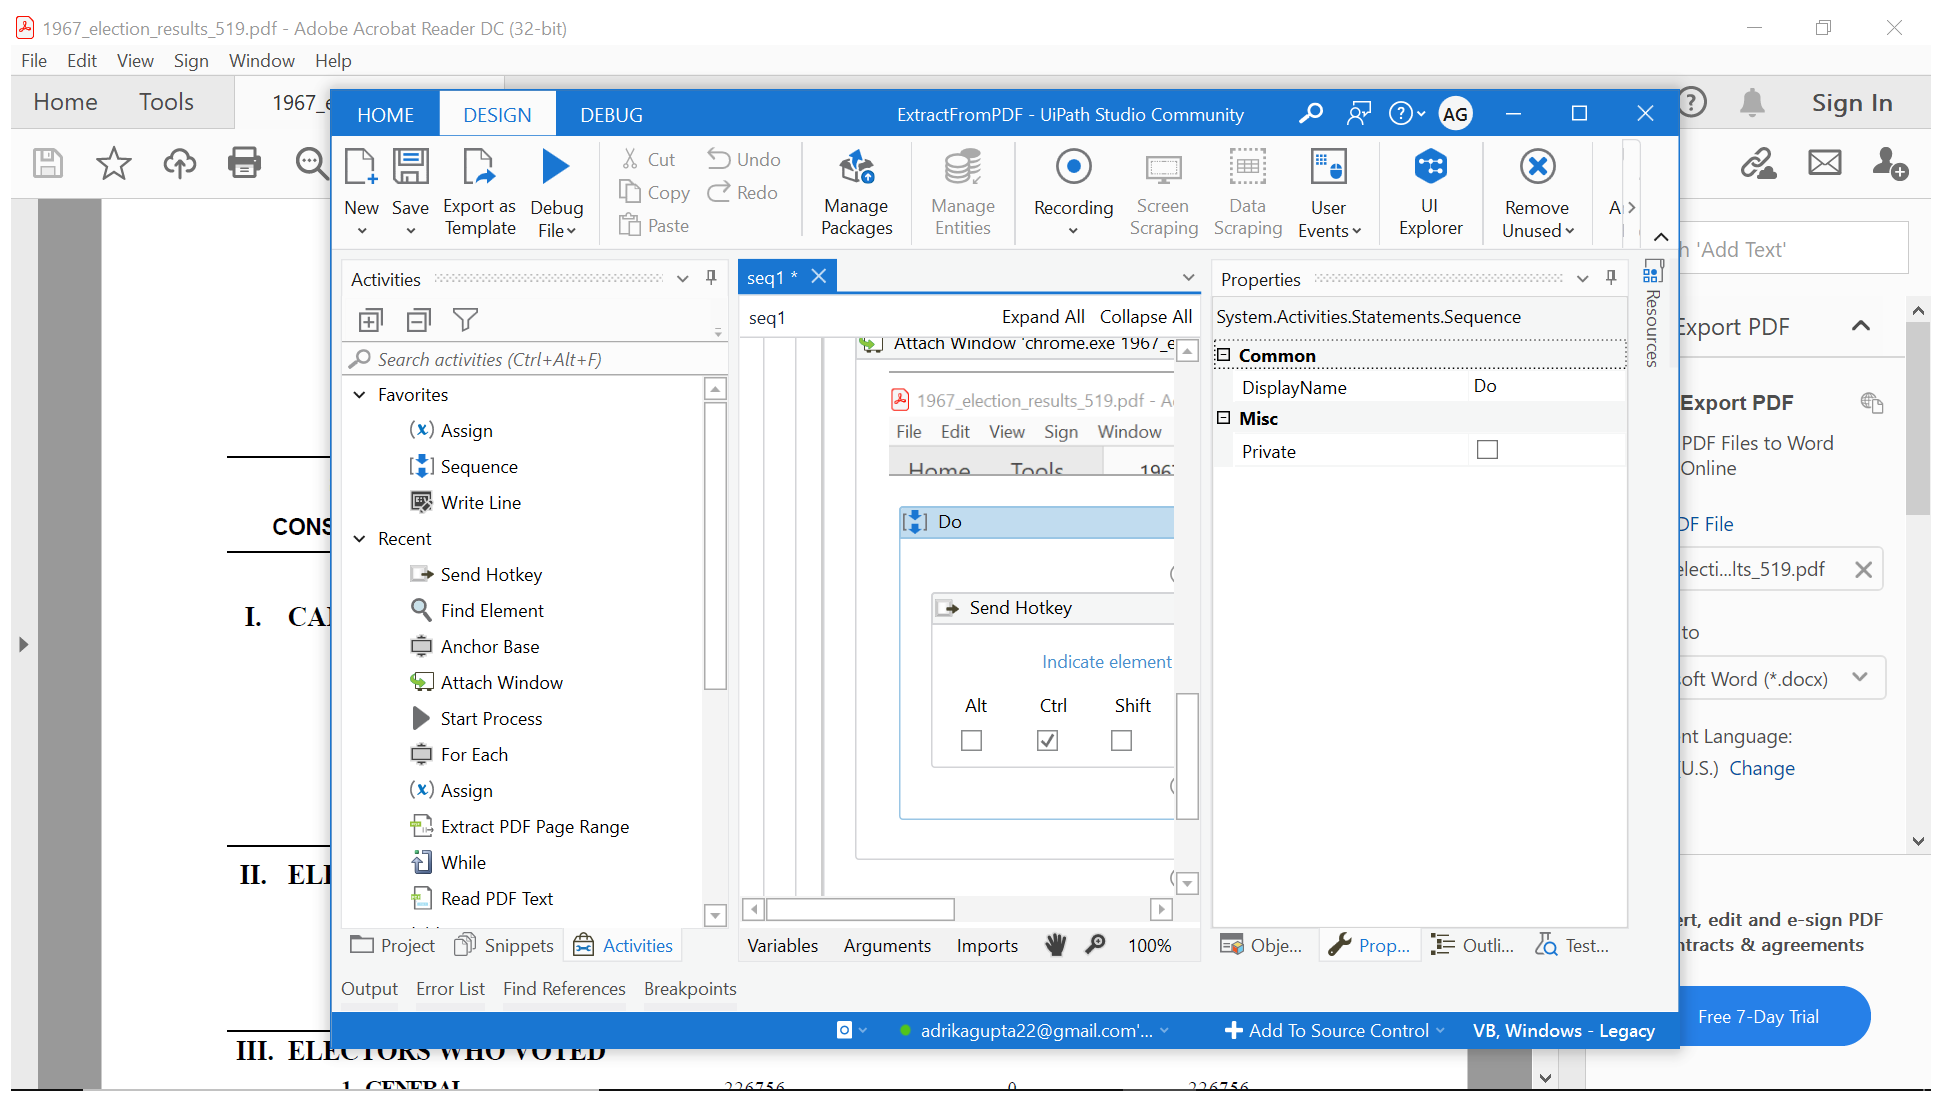 1967_election_results_519.pdf - Adobe Acrobat Reader DC (32-bit)
File Edit View Sign Window Help
Home Tools 1967_e
Sign In
HOME DESIGN DEBUG ExtractFromPDF - UiPath Studio Community AG
New Save Export as Template Debug File Cut Copy Paste Undo Redo Manage Packages Manage Entities Recording Screen Scraping Data Scraping User Events UI Explorer Remove Unused
Activities
Search activities (Ctrl+Alt+F)
Favorites
Assign
Sequence
Write Line
Recent
Send Hotkey
Find Element
Anchor Base
Attach Window
Start Process
For Each
Assign
Extract PDF Page Range
While
Read PDF Text
Project Snippets Activities
seq1 *
seq1 Expand All Collapse All
Attach Window 'chrome.exe 1967_e
1967_election_results_519.pdf - A
File Edit View Sign Window
Home Tools 196
Do
Send Hotkey
Indicate element
Alt Ctrl Shift
Variables Arguments Imports 100%
Properties
System.Activities.Statements.Sequence
Common
DisplayName Do
Misc
Private
Obje... Prop... Outli... Test...
Resources
Output Error List Find References Breakpoints
adrikagupta22@gmail.com'... Add To Source Control VB, Windows - Legacy
'Add Text'
Export PDF
Export PDF
PDF Files to Word
Online
DF File
electi...lts_519.pdf
to
soft Word (*.docx)
nt Language:
(U.S.) Change
ert, edit and e-sign PDF
ntracts & agreements
Free 7-Day Trial
CONS
I. CAN
II. ELE
III. ELECTORS WHO VOTED
1. GENERAL 226756 0 226756